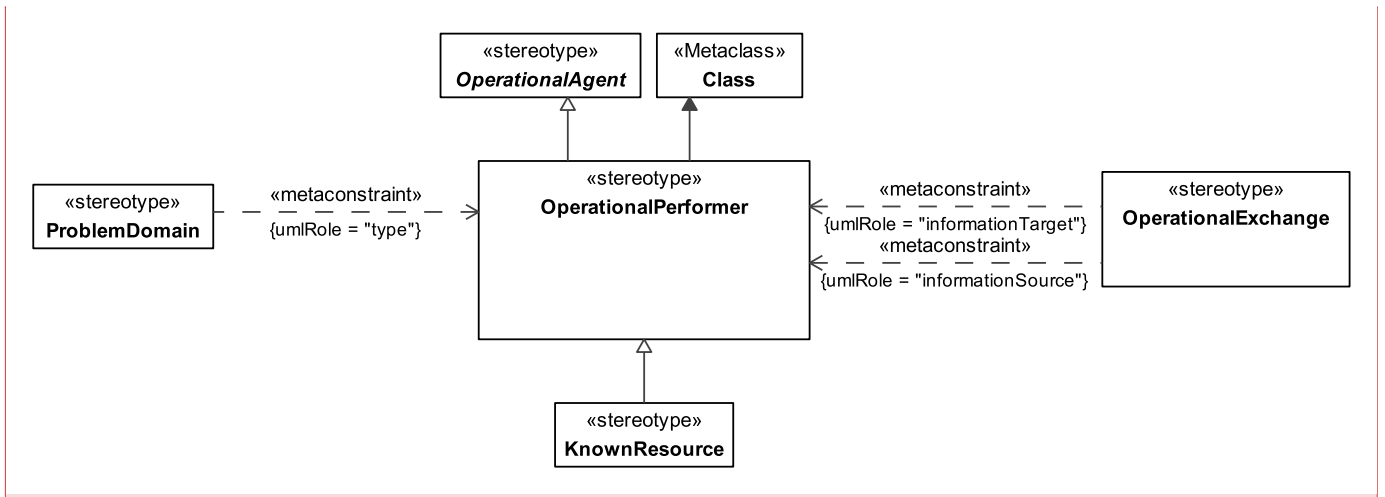 «stereotype»
OperationalAgent
«Metaclass»
Class
«stereotype»
ProblemDomain
«metaconstraint»
{umlRole = "type"}
«stereotype»
OperationalPerformer
«metaconstraint»
{umlRole = "informationTarget"}
«metaconstraint»
{umlRole = "informationSource"}
«stereotype»
OperationalExchange
«stereotype»
KnownResource